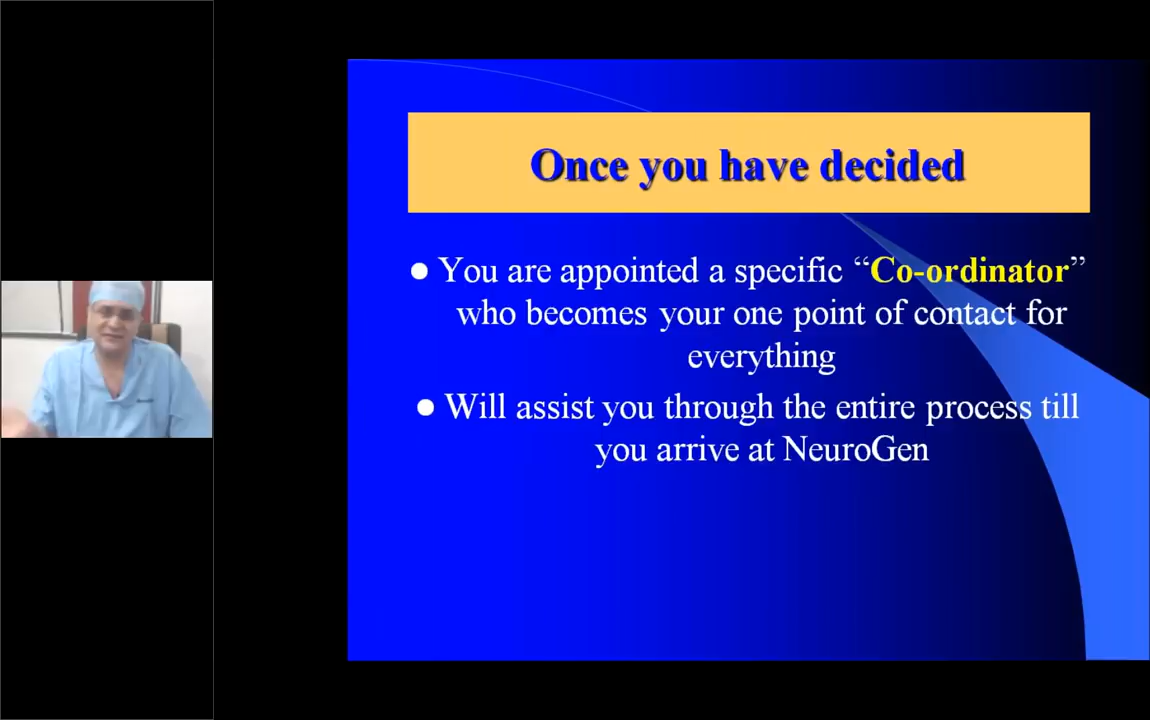 Once you have decided
● You are appointed a specific “Co-ordinator”
who becomes your one point of contact for
everything
● Will assist you through the entire process till
you arrive at NeuroGen